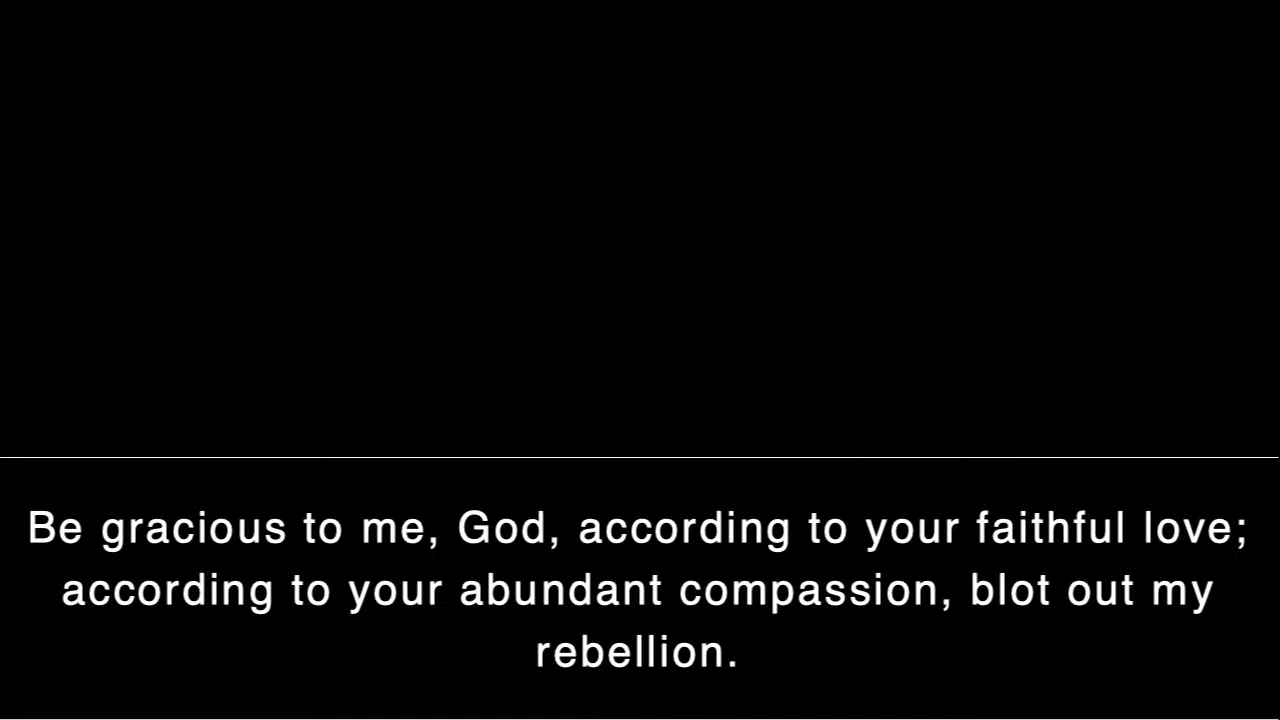 Be gracious to me, God, according to your faithful love;
according to your abundant compassion, blot out my
rebellion.